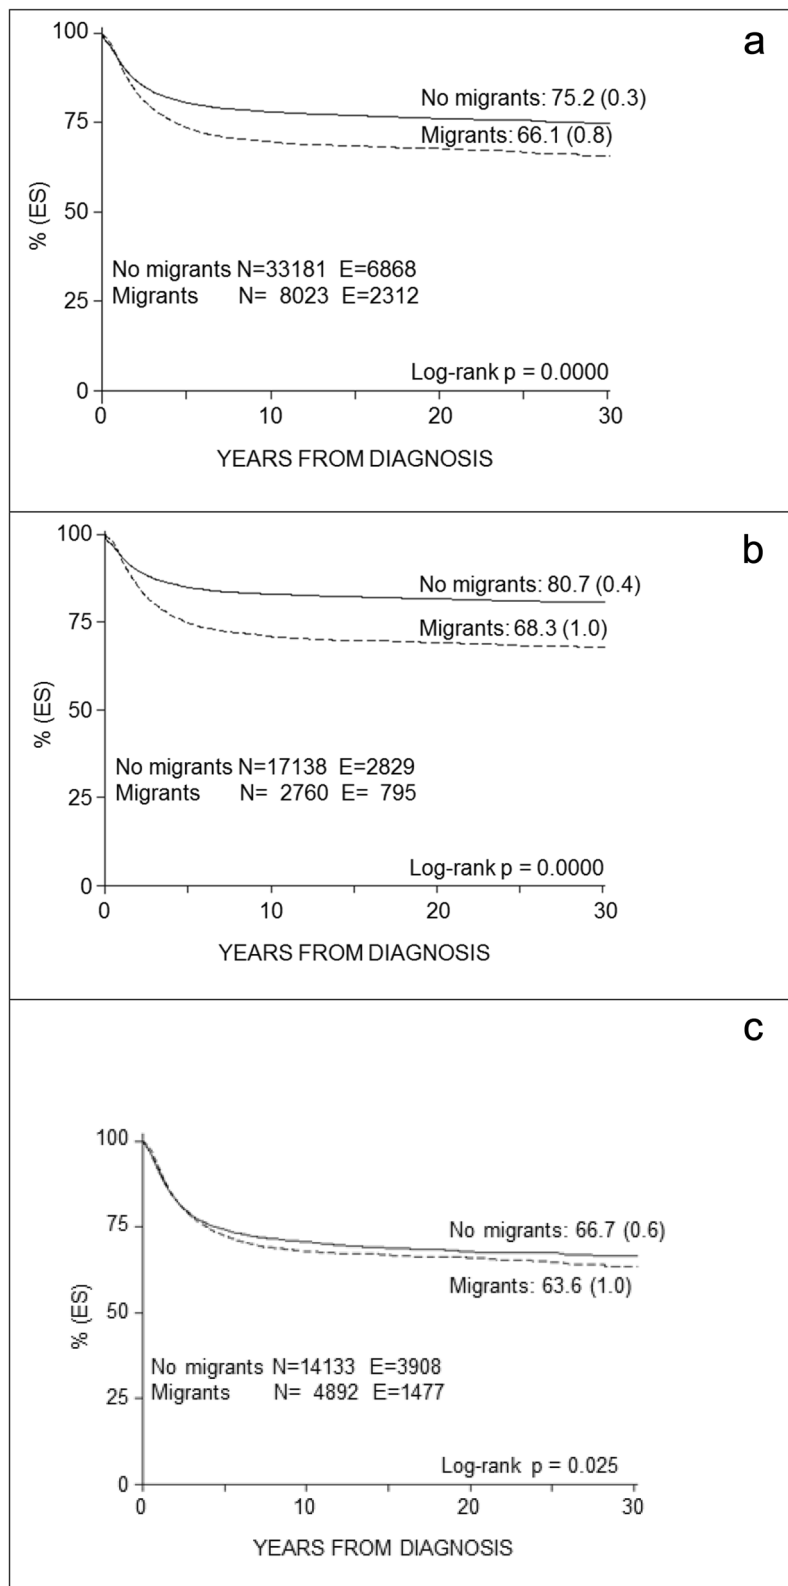 a
100
No migrants: 75.2 (0.3)
75
Migrants: 66.1 (0.8)
50
% (ES)
No migrants N=33181 E=6868
Migrants N= 8023 E=2312
25
Log-rank p = 0.0000
0
0 10 20 30
YEARS FROM DIAGNOSIS
b
100
No migrants: 80.7 (0.4)
75
Migrants: 68.3 (1.0)
50
% (ES)
No migrants N=17138 E=2829
Migrants N= 2760 E= 795
25
Log-rank p = 0.0000
0
0 10 20 30
YEARS FROM DIAGNOSIS
c
100
75
No migrants: 66.7 (0.6)
Migrants: 63.6 (1.0)
50
% (ES)
No migrants N=14133 E=3908
Migrants N= 4892 E=1477
25
Log-rank p = 0.025
0
0 10 20 30
YEARS FROM DIAGNOSIS